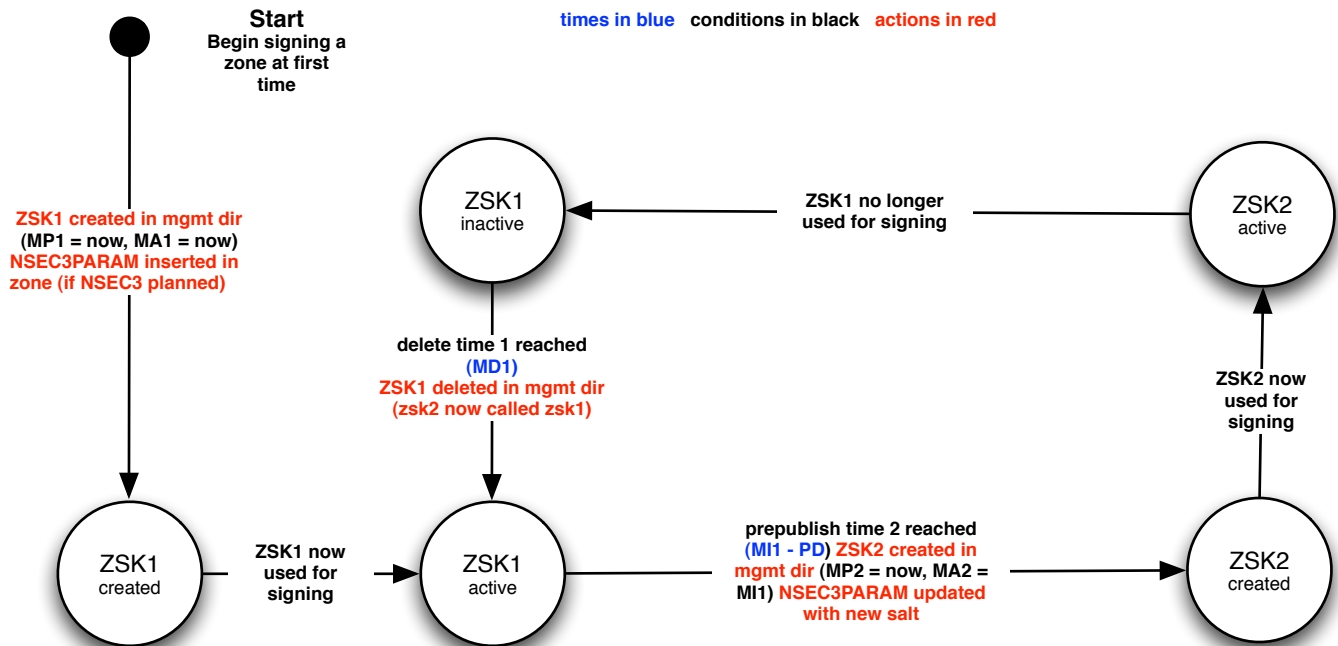 Start
Begin signing a
zone at first
time
times in blue   conditions in black   actions in red
ZSK1
inactive
ZSK1 no longer
used for signing
ZSK2
active
ZSK1 created in mgmt dir
(MP1 = now, MA1 = now)
NSEC3PARAM inserted in
zone (if NSEC3 planned)
delete time 1 reached
(MD1)
ZSK1 deleted in mgmt dir
(zsk2 now called zsk1)
ZSK2 now
used for
signing
ZSK1
created
ZSK1 now
used for
signing
ZSK1
active
prepublish time 2 reached
(MI1 - PD) ZSK2 created in
mgmt dir (MP2 = now, MA2 =
MI1) NSEC3PARAM updated
with new salt
ZSK2
created